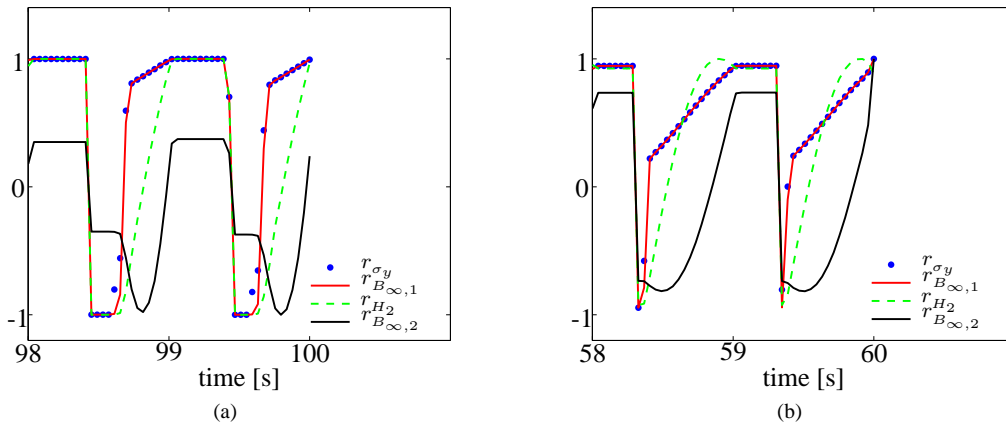 1
0
-1
98
99
100
time [s]
r_{σ_y}
r_{B_∞,1}
r_{H_2}
r_{B_∞,2}
(a)
1
0
-1
58
59
60
time [s]
r_{σ_y}
r_{B_∞,1}
r_{H_2}
r_{B_∞,2}
(b)